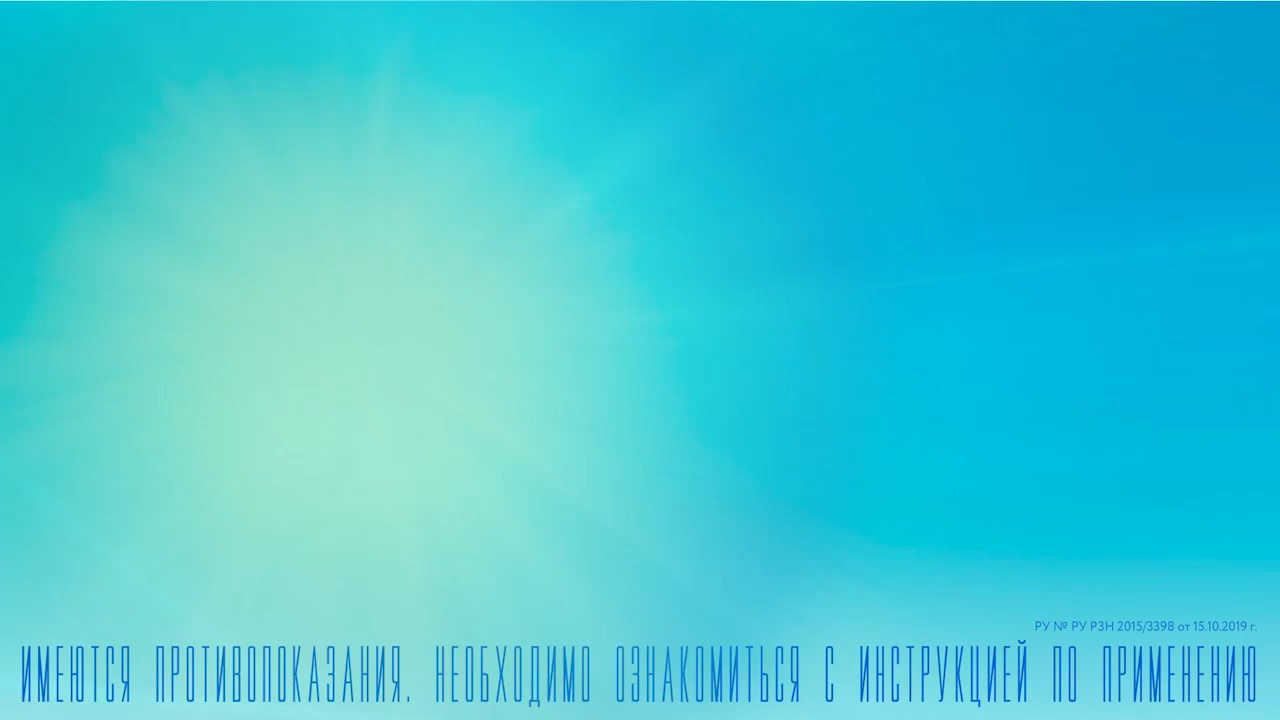 РУ № РУ РЗН 2015/3398 от 15.10.2019 г.
ИМЕЮТСЯ ПРОТИВОПОКАЗАНИЯ. НЕОБХОДИМО ОЗНАКОМИТЬСЯ С ИНСТРУКЦИЕЙ ПО ПРИМЕНЕНИЮ